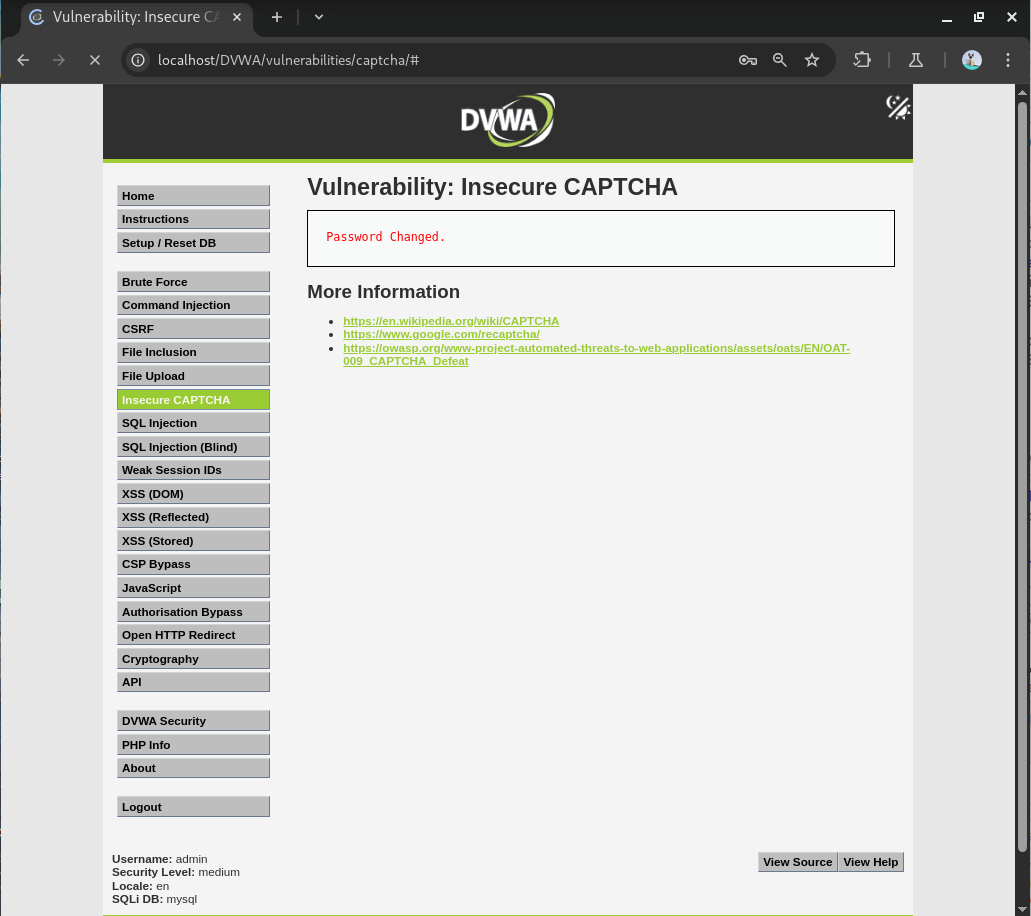 Vulnerability: Insecure CA
localhost/DVWA/vulnerabilities/captcha/#
DVWA
Home
Instructions
Setup / Reset DB
Brute Force
Command Injection
CSRF
File Inclusion
File Upload
Insecure CAPTCHA
SQL Injection
SQL Injection (Blind)
Weak Session IDs
XSS (DOM)
XSS (Reflected)
XSS (Stored)
CSP Bypass
JavaScript
Authorisation Bypass
Open HTTP Redirect
Cryptography
API
DVWA Security
PHP Info
About
Logout
Vulnerability: Insecure CAPTCHA
Password Changed.
More Information
https://en.wikipedia.org/wiki/CAPTCHA
https://www.google.com/recaptcha/
https://owasp.org/www-project-automated-threats-to-web-applications/assets/oats/EN/OAT-
009_CAPTCHA_Defeat
Username: admin
Security Level: medium
Locale: en
SQLi DB: mysql
View Source
View Help